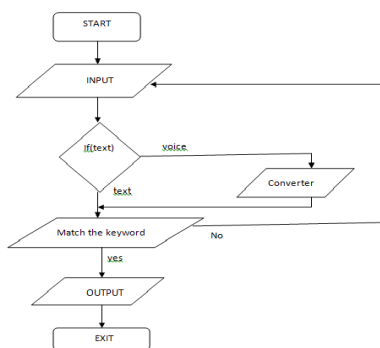 START
INPUT
If(text)
voice
Converter
text
Match the keyword
No
yes
OUTPUT
EXIT